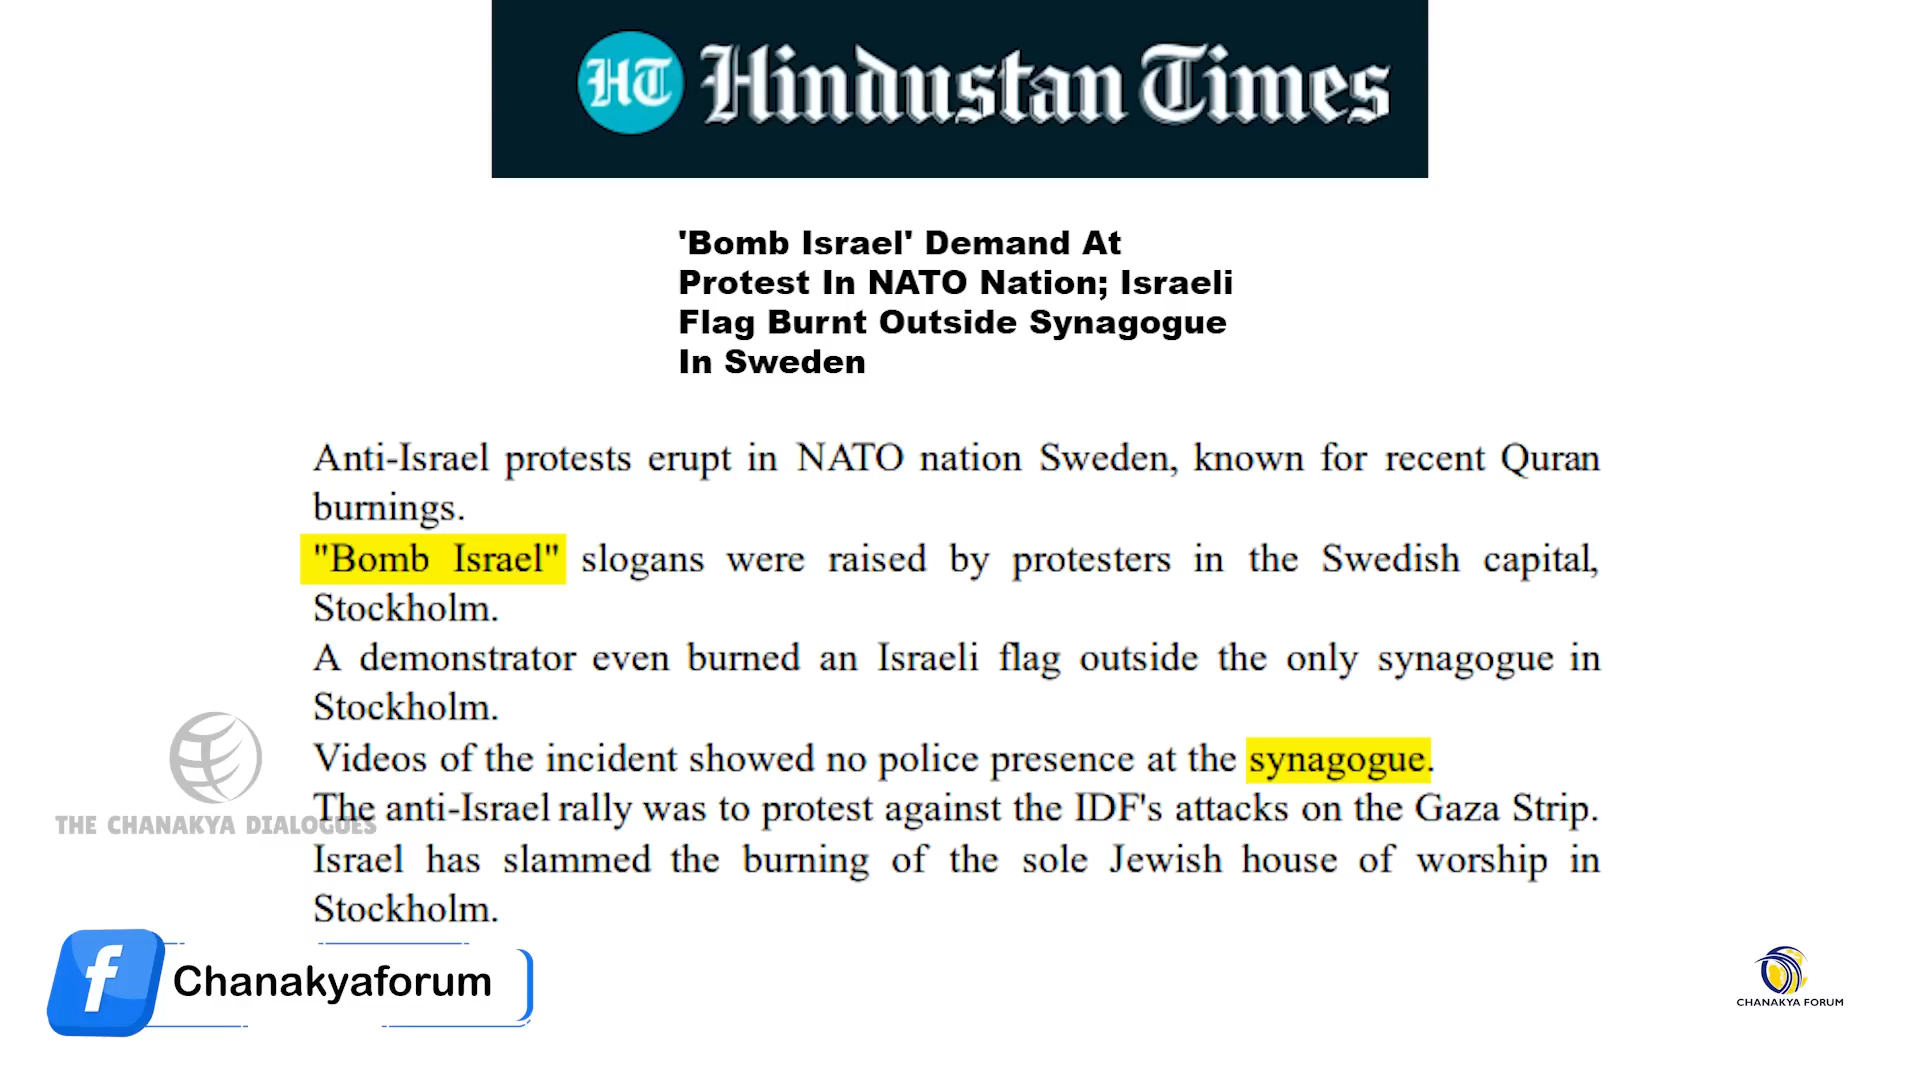 HT Hindustan Times
'Bomb Israel' Demand At
Protest In NATO Nation; Israeli
Flag Burnt Outside Synagogue
In Sweden
Anti-Israel protests erupt in NATO nation Sweden, known for recent Quran
burnings.
"Bomb Israel" slogans were raised by protesters in the Swedish capital,
Stockholm.
A demonstrator even burned an Israeli flag outside the only synagogue in
Stockholm.
Videos of the incident showed no police presence at the synagogue.
The anti-Israel rally was to protest against the IDF's attacks on the Gaza Strip.
Israel has slammed the burning of the sole Jewish house of worship in
Stockholm.
THE CHANAKYA DIALOGUES
f Chanakyaforum
CHANAKYA FORUM